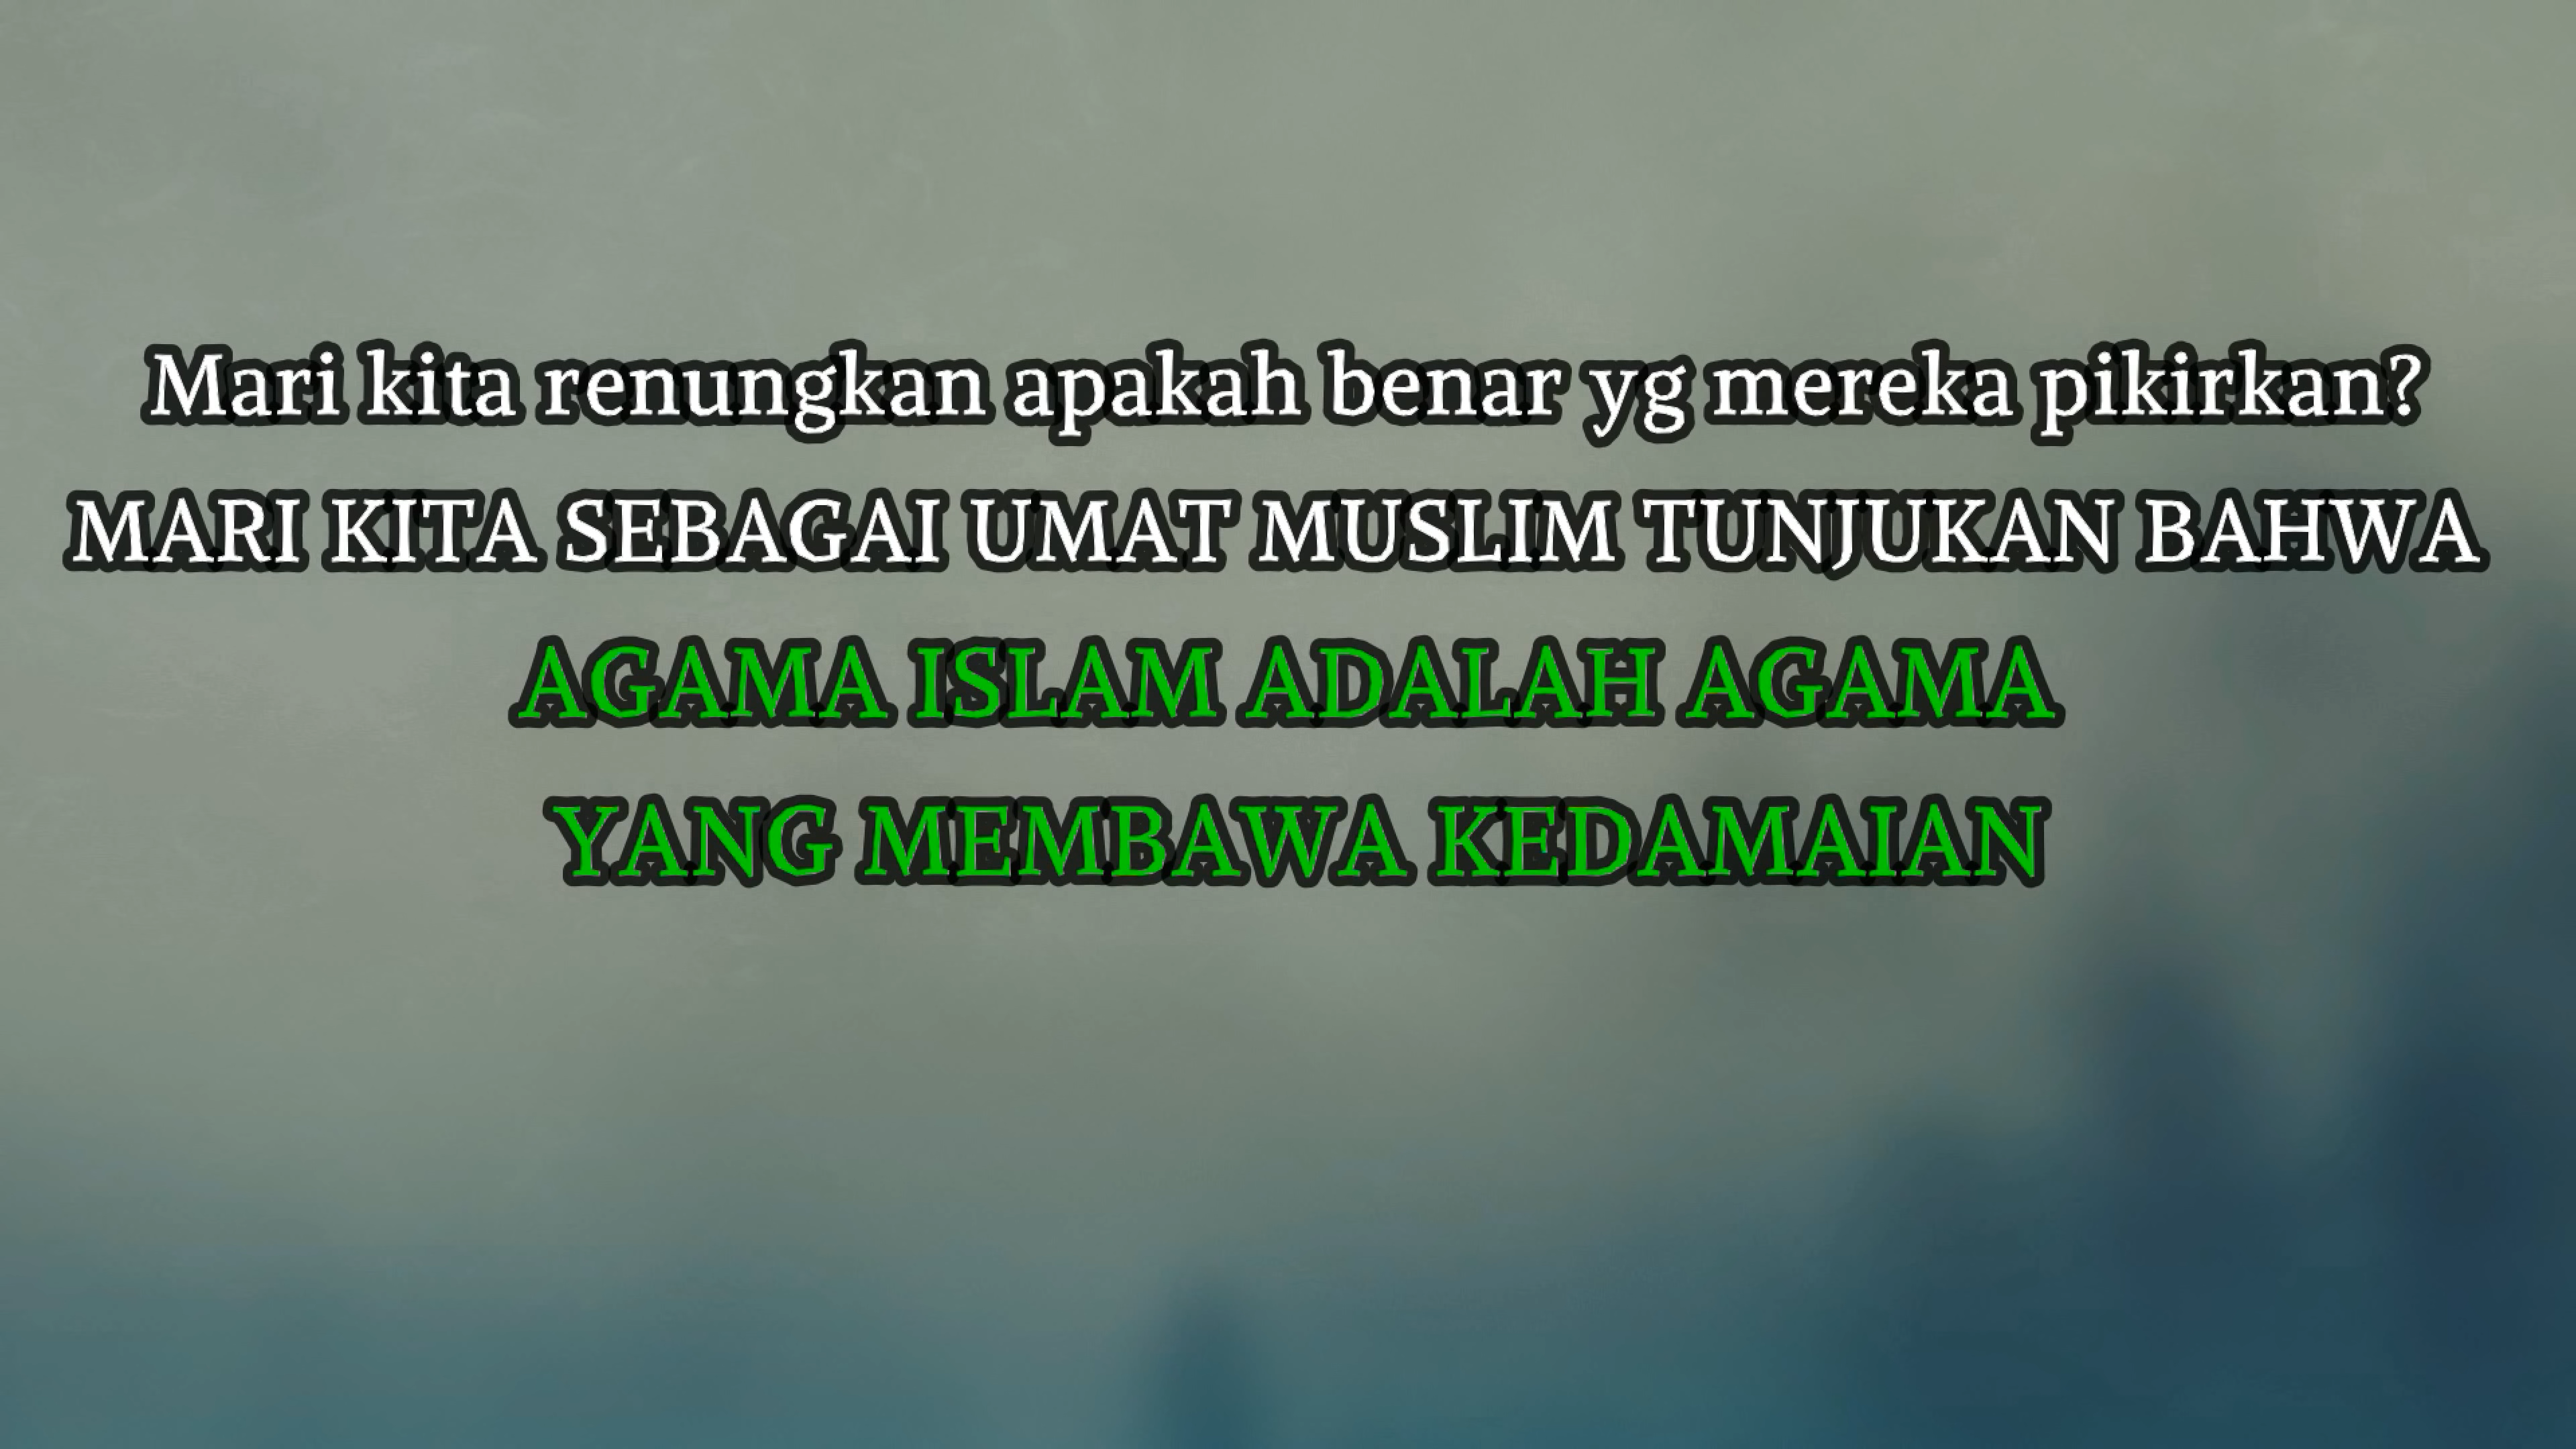 Mari kita renungkan apakah benar yg mereka pikirkan?
MARI KITA SEBAGAI UMAT MUSLIM TUNJUKAN BAHWA
AGAMA ISLAM ADALAH AGAMA
YANG MEMBAWA KEDAMAIAN